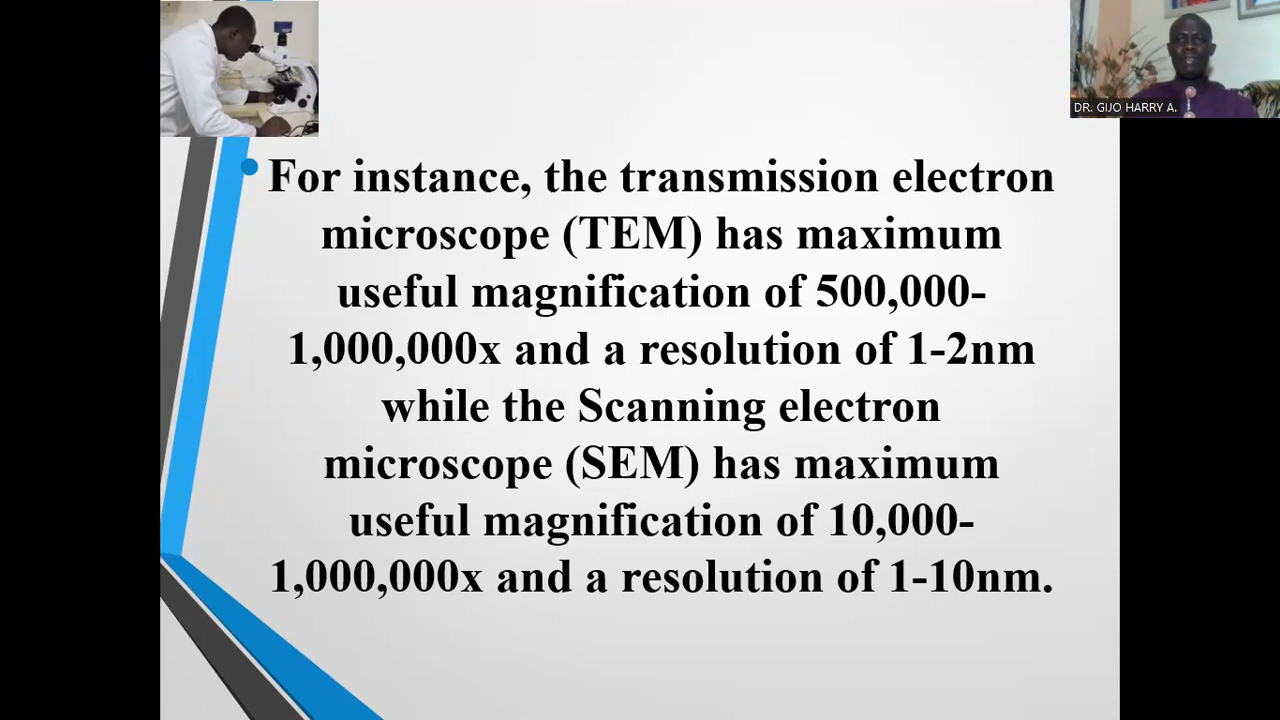 DR. GIJO HARRY A.
For instance, the transmission electron
microscope (TEM) has maximum
useful magnification of 500,000-
1,000,000x and a resolution of 1-2nm
while the Scanning electron
microscope (SEM) has maximum
useful magnification of 10,000-
1,000,000x and a resolution of 1-10nm.